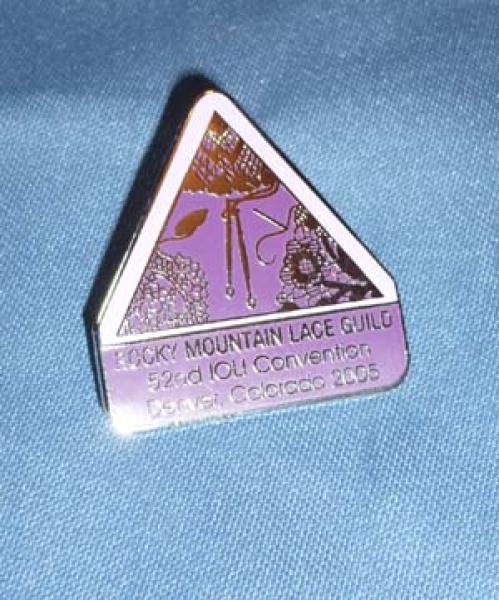 ROCKY MOUNTAIN LACE GUILD
52nd IOLI Convention
Denver, Colorado 2005